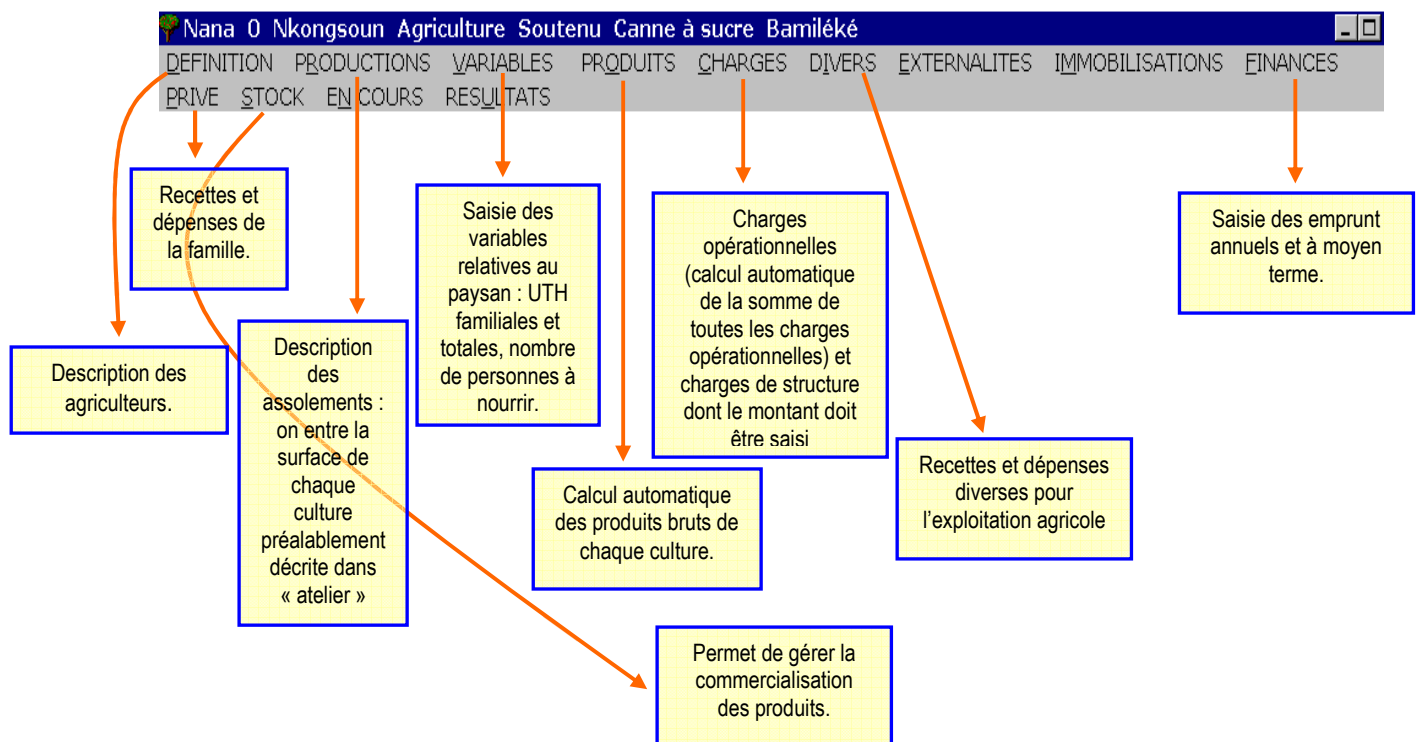 Nana 0 Nkongsoun Agriculture Soutenu Canne à sucre Bamiléké
DEFINITION PRODUCTIONS VARIABLES PRODUITS CHARGES DIVERS EXTERNALITES IMMOBILISATIONS FINANCES
PRIVE STOCK EN COURS RESULTATS
Recettes et
dépenses de
la famille.
Description des
agriculteurs.
Description
des
assolements :
on entre la
surface de
chaque
culture
préalablement
décrite dans
« atelier »
Saisie des
variables
relatives au
paysan : UTH
familiales et
totales, nombre
de personnes à
nourrir.
Calcul automatique
des produits bruts de
chaque culture.
Charges
opérationnelles
(calcul automatique
de la somme de
toutes les charges
opérationnelles) et
charges de structure
dont le montant doit
être saisi
Recettes et dépenses
diverses pour
l’exploitation agricole
Saisie des emprunt
annuels et à moyen
terme.
Permet de gérer la
commercialisation
des produits.